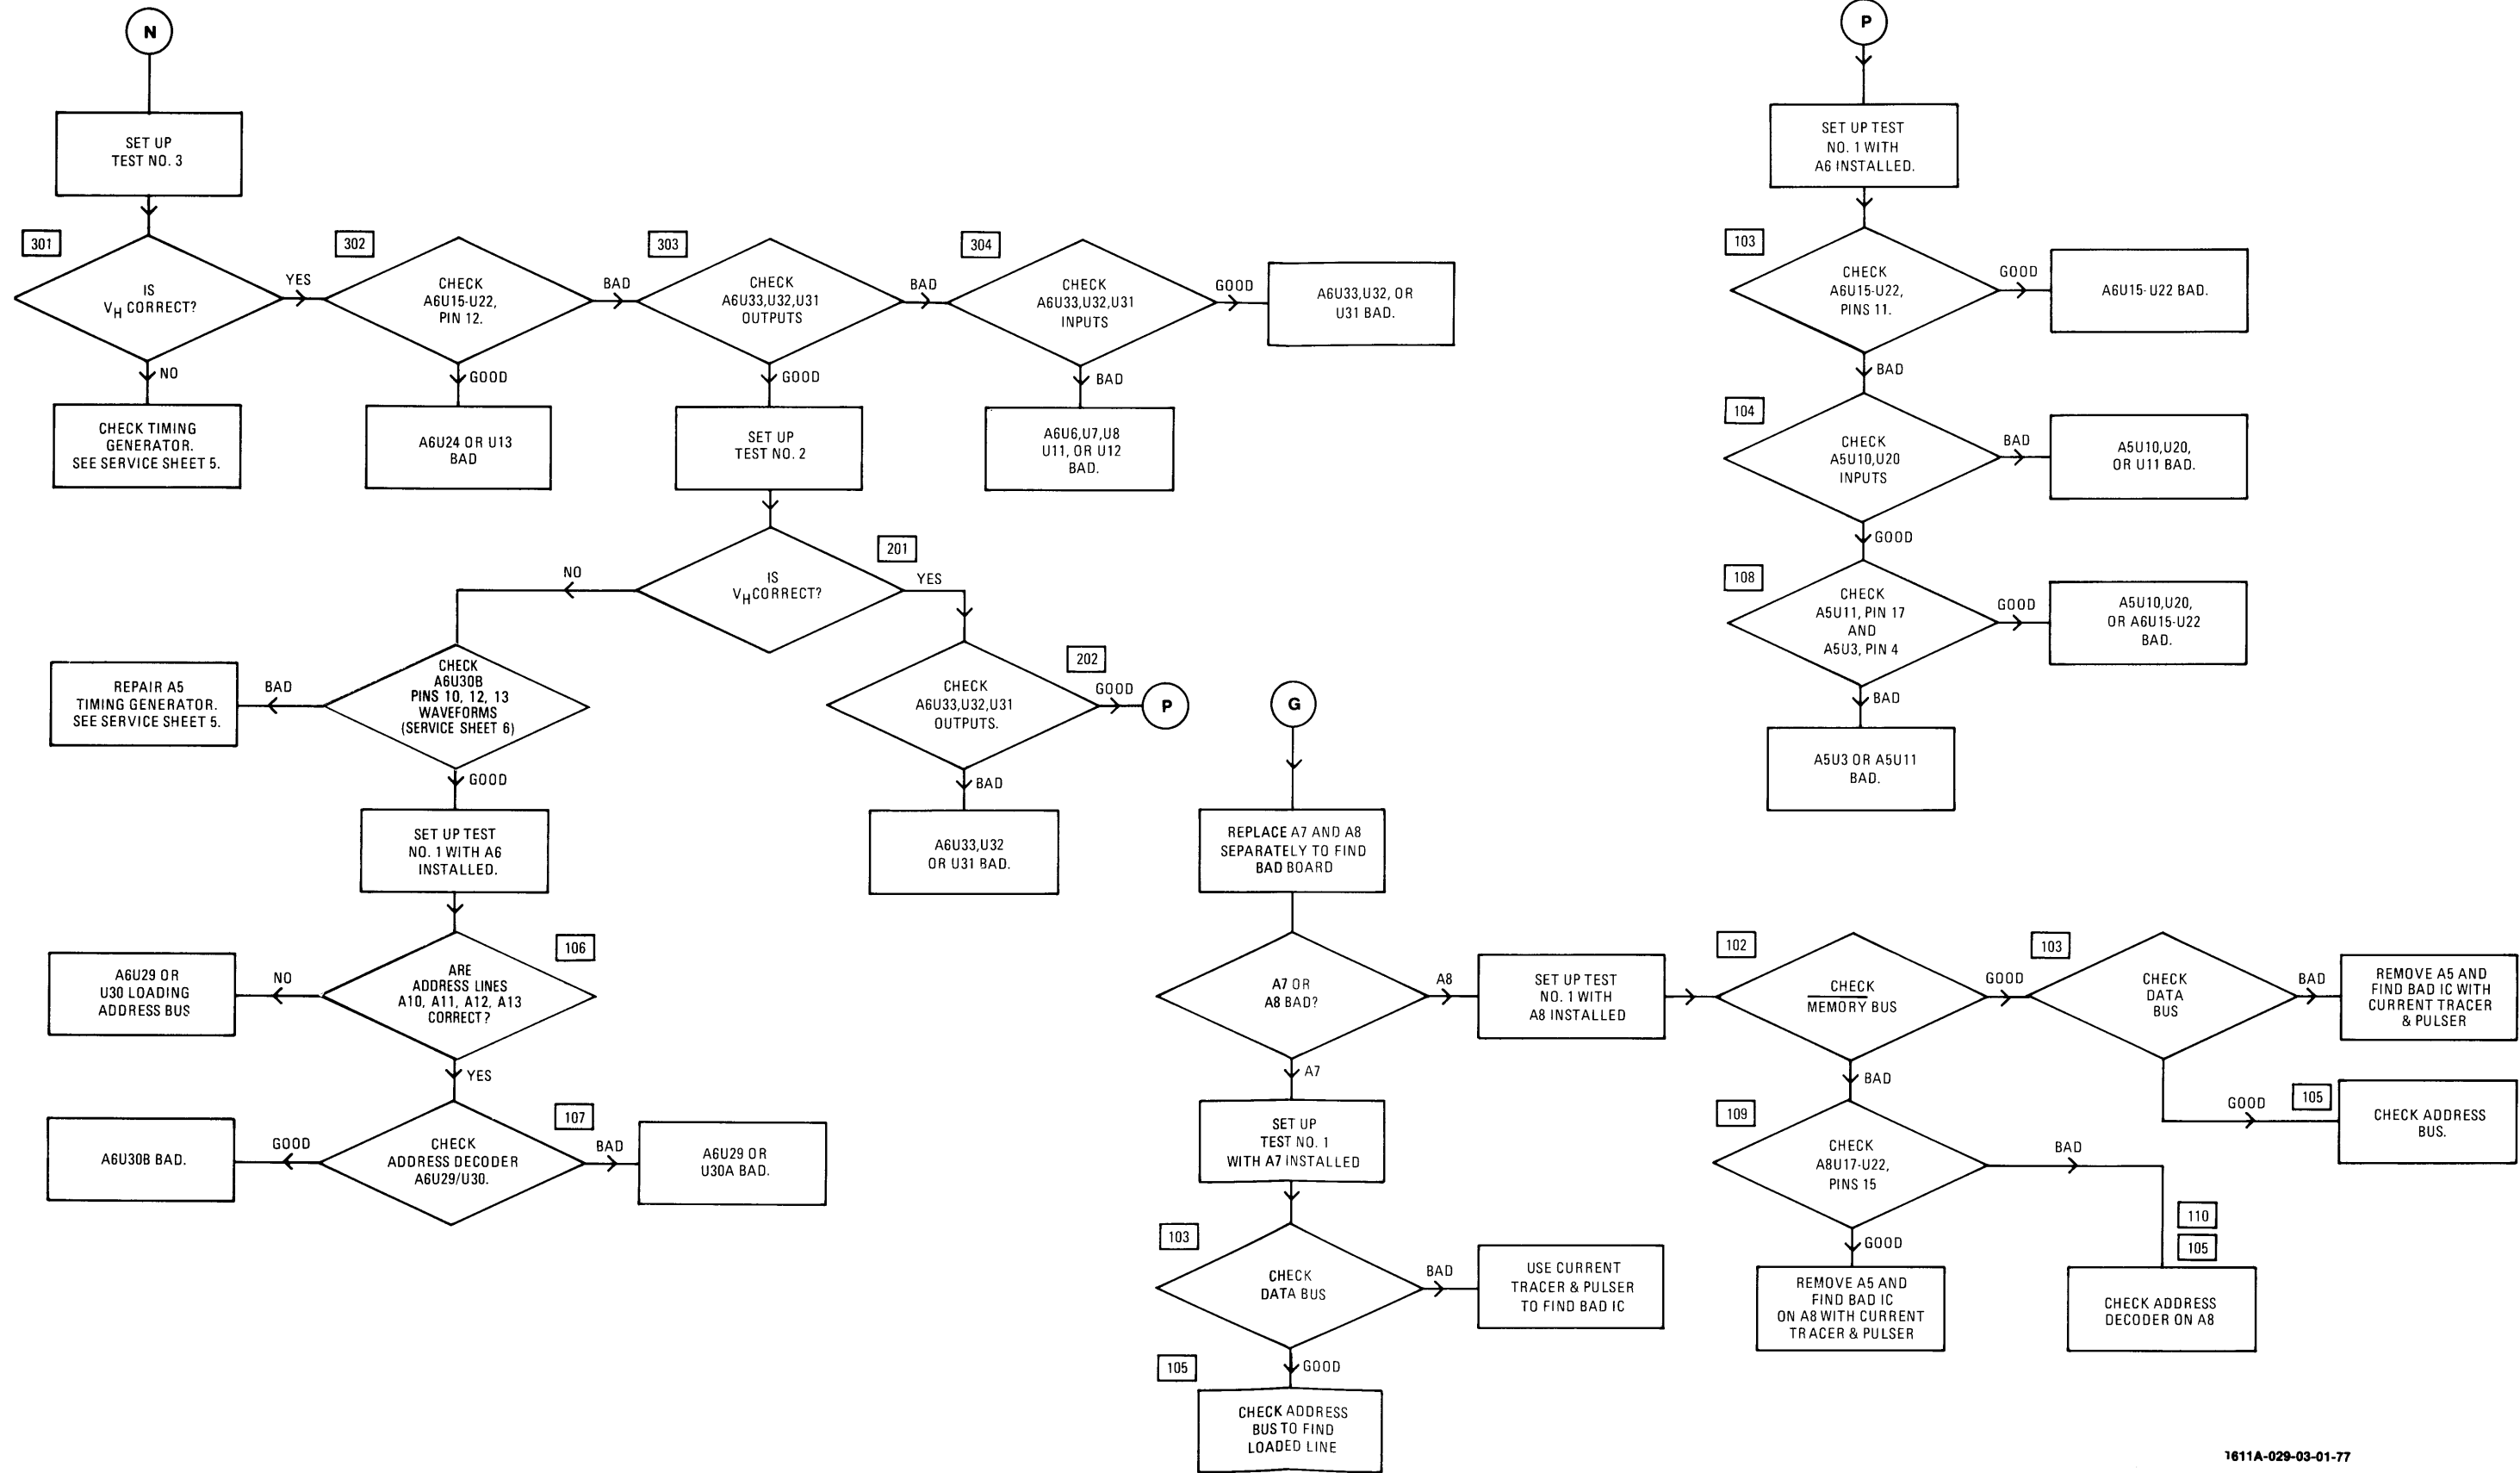 N
SET UP
TEST NO. 3
301
IS
VH CORRECT?
YES
NO
CHECK TIMING
GENERATOR.
SEE SERVICE SHEET 5.
302
CHECK
A6U15-U22,
PIN 12.
BAD
GOOD
A6U24 OR U13
BAD
303
CHECK
A6U33,U32,U31
OUTPUTS
BAD
GOOD
304
CHECK
A6U33,U32,U31
INPUTS
GOOD
A6U33,U32, OR
U31 BAD.
BAD
A6U6,U7,U8
U11, OR U12
BAD.
SET UP
TEST NO. 2
201
IS
VH CORRECT?
NO
YES
CHECK
A6U30B
PINS 10, 12, 13
WAVEFORMS
(SERVICE SHEET 6)
BAD
REPAIR A5
TIMING GENERATOR.
SEE SERVICE SHEET 5.
GOOD
SET UP TEST
NO. 1 WITH A6
INSTALLED.
106
ARE
ADDRESS LINES
A10, A11, A12, A13
CORRECT?
NO
A6U29 OR
U30 LOADING
ADDRESS BUS
YES
107
CHECK
ADDRESS DECODER
A6U29/U30.
GOOD
A6U30B BAD.
BAD
A6U29 OR
U30A BAD.
202
CHECK
A6U33,U32,U31
OUTPUTS.
GOOD
P
BAD
A6U33,U32
OR U31 BAD.
G
REPLACE A7 AND A8
SEPARATELY TO FIND
BAD BOARD
A7 OR
A8 BAD?
A8
A7
SET UP
TEST NO. 1
WITH A7 INSTALLED
103
CHECK
DATA BUS
BAD
USE CURRENT
TRACER & PULSER
TO FIND BAD IC
GOOD
105
CHECK ADDRESS
BUS TO FIND
LOADED LINE
SET UP TEST
NO. 1 WITH
A8 INSTALLED
102
CHECK
MEMORY BUS
GOOD
BAD
103
CHECK
DATA
BUS
BAD
REMOVE A5 AND
FIND BAD IC WITH
CURRENT TRACER
& PULSER
GOOD
105
CHECK ADDRESS
BUS.
109
CHECK
A8U17-U22,
PINS 15
BAD
110
105
CHECK ADDRESS
DECODER ON A8
GOOD
REMOVE A5 AND
FIND BAD IC
ON A8 WITH CURRENT
TRACER & PULSER
P
SET UP TEST
NO. 1 WITH
A6 INSTALLED.
103
CHECK
A6U15-U22,
PINS 11.
GOOD
A6U15-U22 BAD.
BAD
104
CHECK
A5U10,U20
INPUTS
BAD
A5U10,U20,
OR U11 BAD.
GOOD
108
CHECK
A5U11, PIN 17
AND
A5U3, PIN 4
GOOD
A5U10,U20,
OR A6U15-U22
BAD.
BAD
A5U3 OR A5U11
BAD.
1611A-029-03-01-77